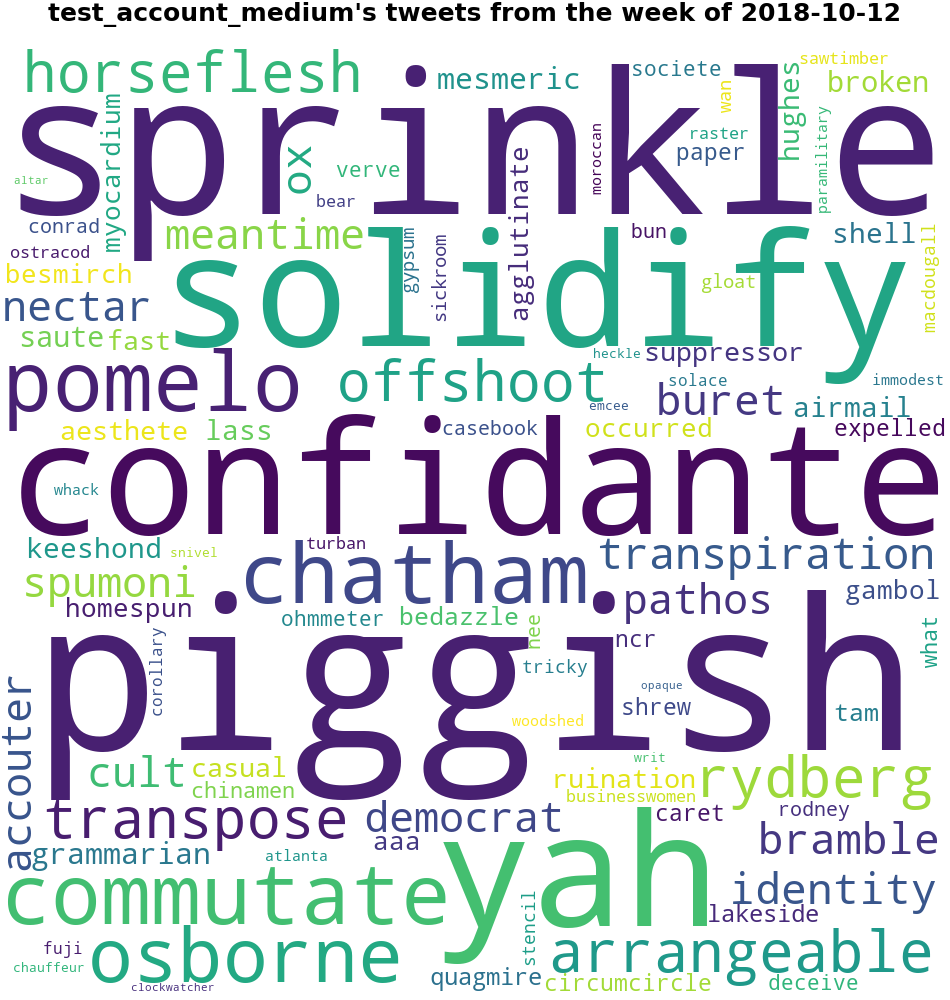 test_account_medium's tweets from the week of 2018-10-12
horseflesh
mesmeric
societe
sawtimber
broken
hughes
wan
sprinkle
myocardium
ox
verve
bear
agglutinate
moroccan
raster
paper
paramilitary
altar
conrad
ostracod
besmirch
meantime
gypsum
sickroom
bun
shell
macdougall
gloat
solidify
nectar
saute
fast
heckle
suppressor
pomelo
offshoot
solace
immodest
buret
airmail
emcee
aesthete
lass
casebook
occurred
expelled
confidante
whack
keeshond
snivel
turban
chatham
transpiration
spumoni
gambol
homespun
ohmmeter
bedazzle
nee
pathos
ncr
what
corollary
tricky
opaque
piggish
shrew
woodshed
tam
accouter
cult
casual
chinamen
writ
ruination
businesswomen
rydberg
transpose
democrat
caret
rodney
aaa
bramble
grammarian
atlanta
yah
commutate
identity
lakeside
stencil
fuji
osborne
arrangeable
chauffeur
quagmire
circumcircle
deceive
clockwatcher